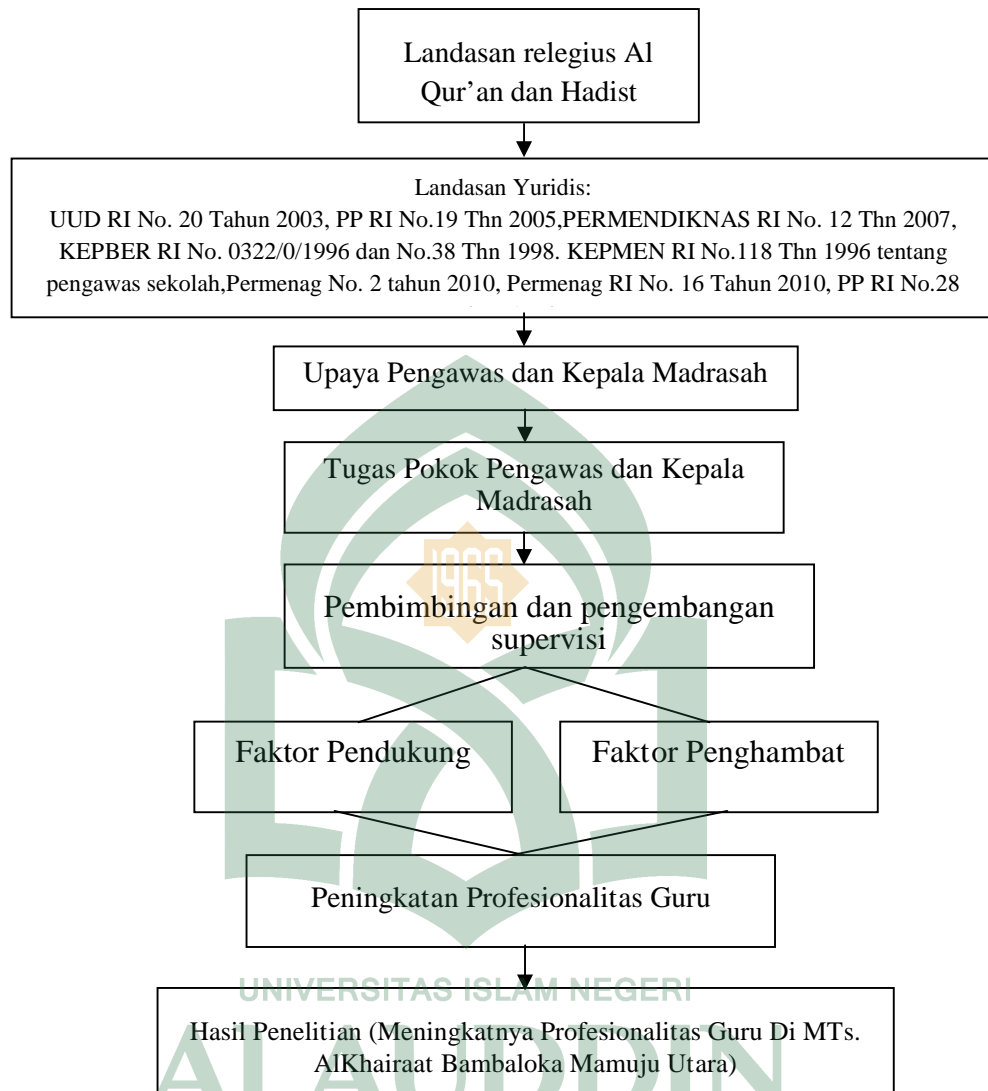 Landasan relegius Al
Qur’an dan Hadist
Landasan Yuridis:
UUD RI No. 20 Tahun 2003, PP RI No.19 Thn 2005,PERMENDIKNAS RI No. 12 Thn 2007,
KEPBER RI No. 0322/0/1996 dan No.38 Thn 1998. KEPMEN RI No.118 Thn 1996 tentang
pengawas sekolah,Permenag No. 2 tahun 2010, Permenag RI No. 16 Tahun 2010, PP RI No.28
Upaya Pengawas dan Kepala Madrasah
Tugas Pokok Pengawas dan Kepala
Madrasah
1965
Pembimbingan dan pengembangan
supervisi
Faktor Pendukung
Faktor Penghambat
Peningkatan Profesionalitas Guru
UNIVERSITAS ISLAM NEGERI
Hasil Penelitian (Meningkatnya Profesionalitas Guru Di MTs.
AlKhairaat Bambaloka Mamuju Utara)
ALAUDDIN